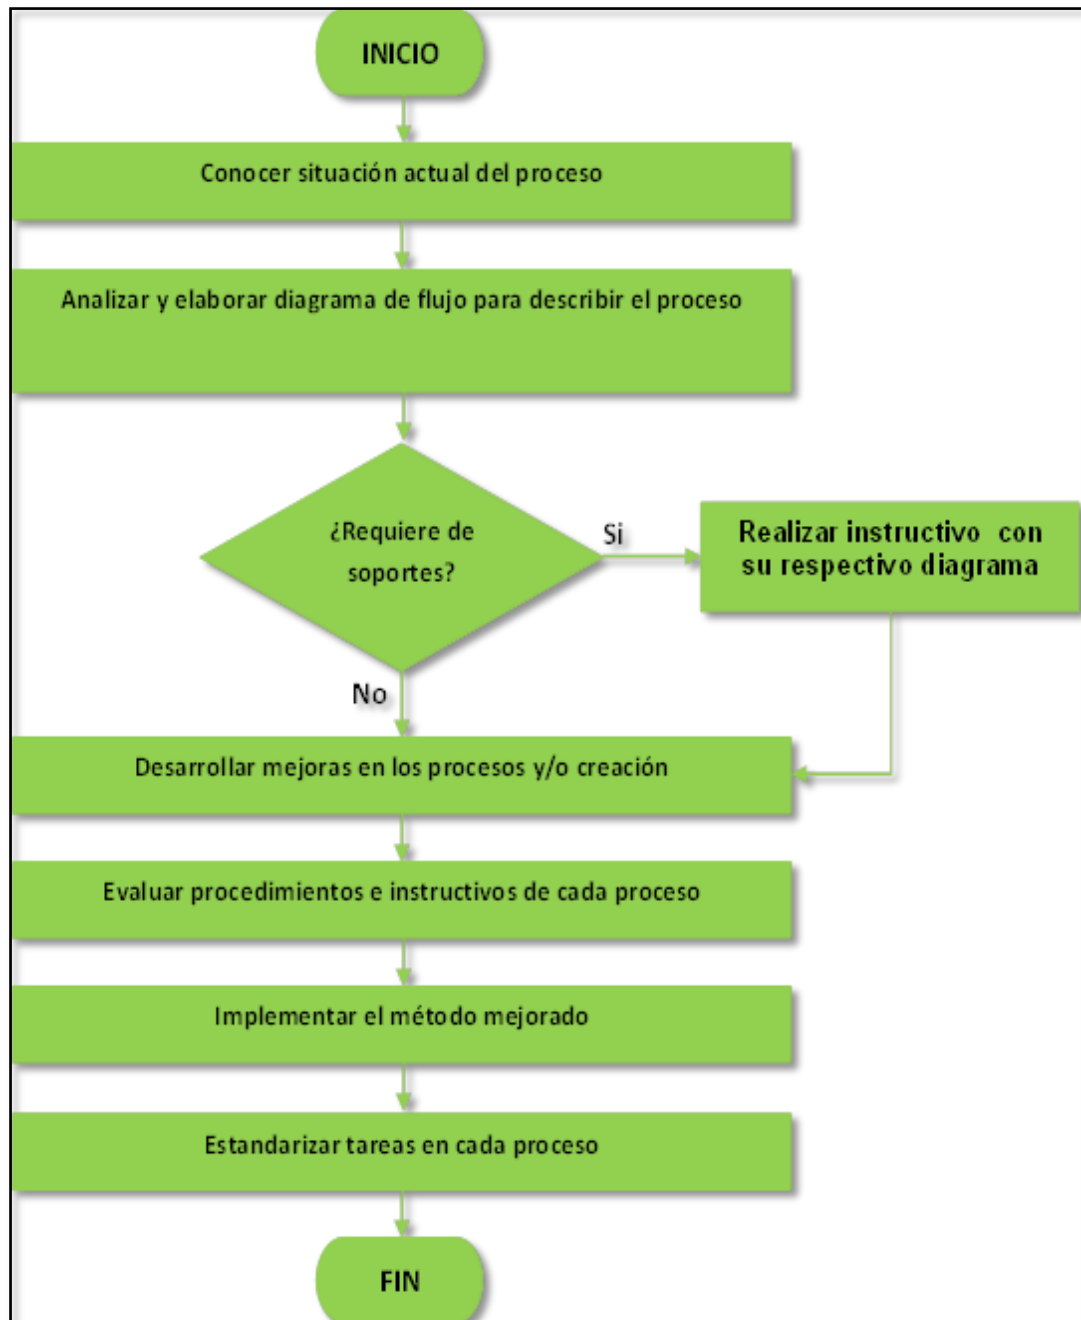 INICIO
Conocer situación actual del proceso
Analizar y elaborar diagrama de flujo para describir el proceso
¿Requiere de
soportes?
Si
Realizar instructivo con
su respectivo diagrama
No
Desarrollar mejoras en los procesos y/o creación
Evaluar procedimientos e instructivos de cada proceso
Implementar el método mejorado
Estandarizar tareas en cada proceso
FIN